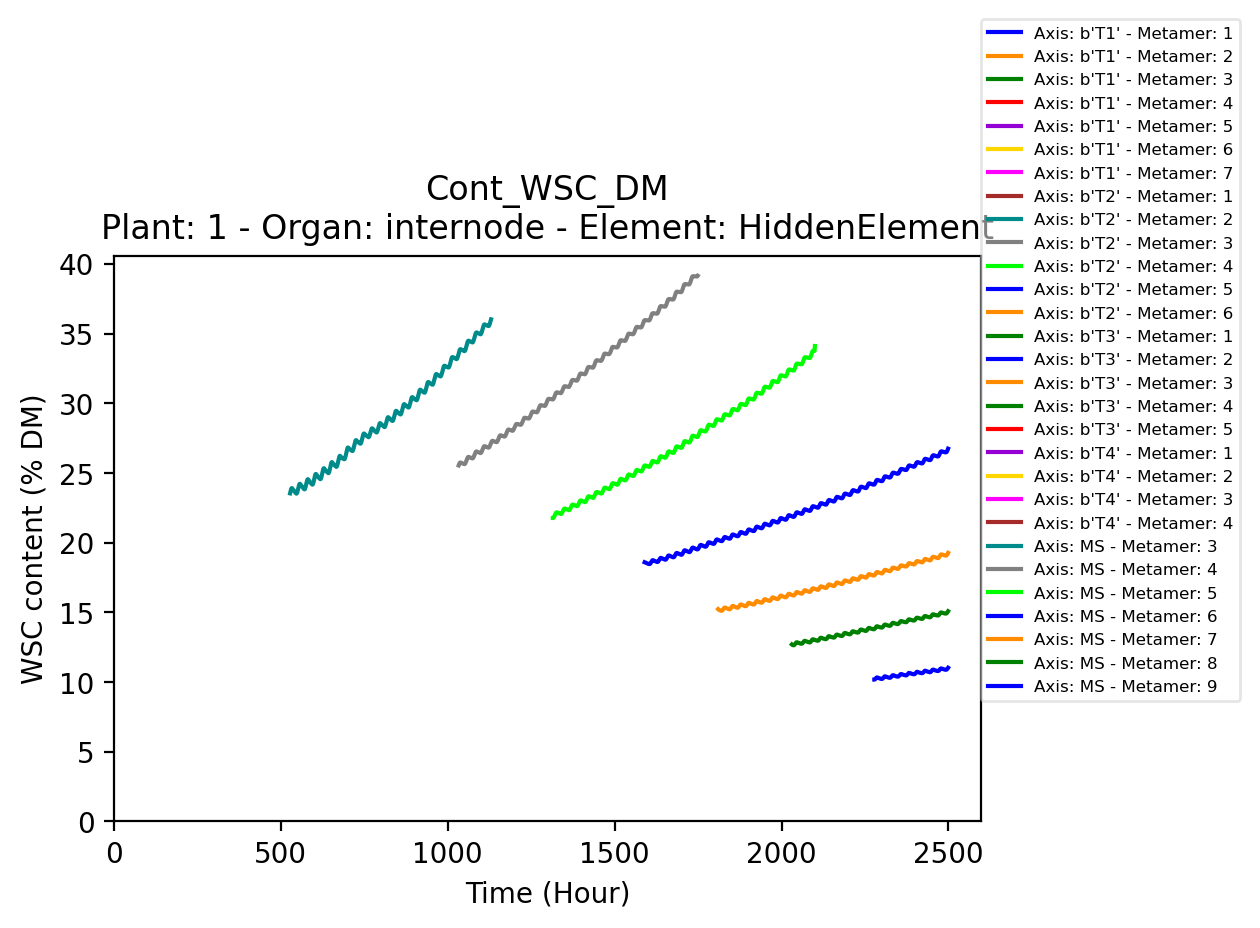 Cont_WSC_DM
Plant: 1 - Organ: internode - Element: HiddenElement
WSC content (% DM)
40
35
30
25
20
15
10
5
0
0 500 1000 1500 2000 2500
Time (Hour)
Axis: b'T1' - Metamer: 1
Axis: b'T1' - Metamer: 2
Axis: b'T1' - Metamer: 3
Axis: b'T1' - Metamer: 4
Axis: b'T1' - Metamer: 5
Axis: b'T1' - Metamer: 6
Axis: b'T1' - Metamer: 7
Axis: b'T2' - Metamer: 1
Axis: b'T2' - Metamer: 2
Axis: b'T2' - Metamer: 3
Axis: b'T2' - Metamer: 4
Axis: b'T2' - Metamer: 5
Axis: b'T2' - Metamer: 6
Axis: b'T3' - Metamer: 1
Axis: b'T3' - Metamer: 2
Axis: b'T3' - Metamer: 3
Axis: b'T3' - Metamer: 4
Axis: b'T3' - Metamer: 5
Axis: b'T4' - Metamer: 1
Axis: b'T4' - Metamer: 2
Axis: b'T4' - Metamer: 3
Axis: b'T4' - Metamer: 4
Axis: MS - Metamer: 3
Axis: MS - Metamer: 4
Axis: MS - Metamer: 5
Axis: MS - Metamer: 6
Axis: MS - Metamer: 7
Axis: MS - Metamer: 8
Axis: MS - Metamer: 9